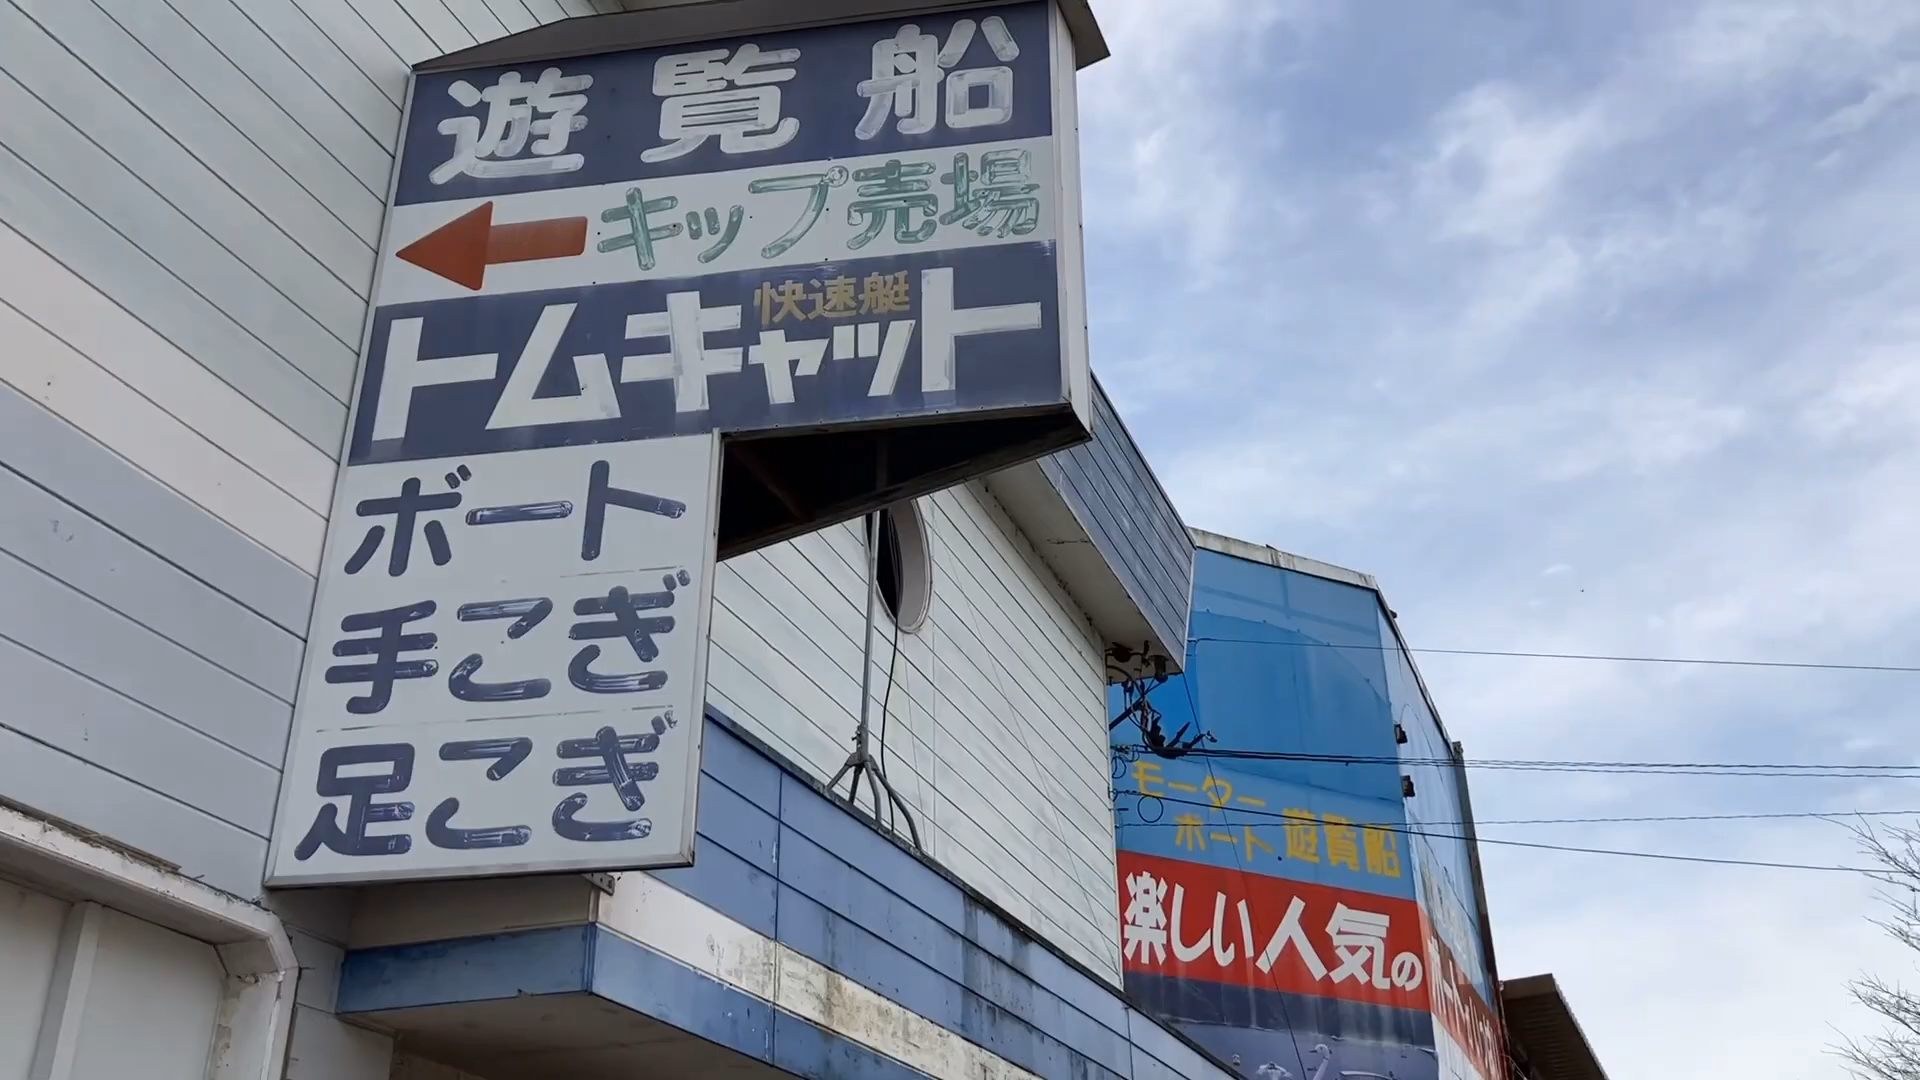 遊覧船
キップ売場
快速艇
トムキャット
ボート
手こぎ
足こぎ
モーター
ボート 遊覧船
楽しい人気の